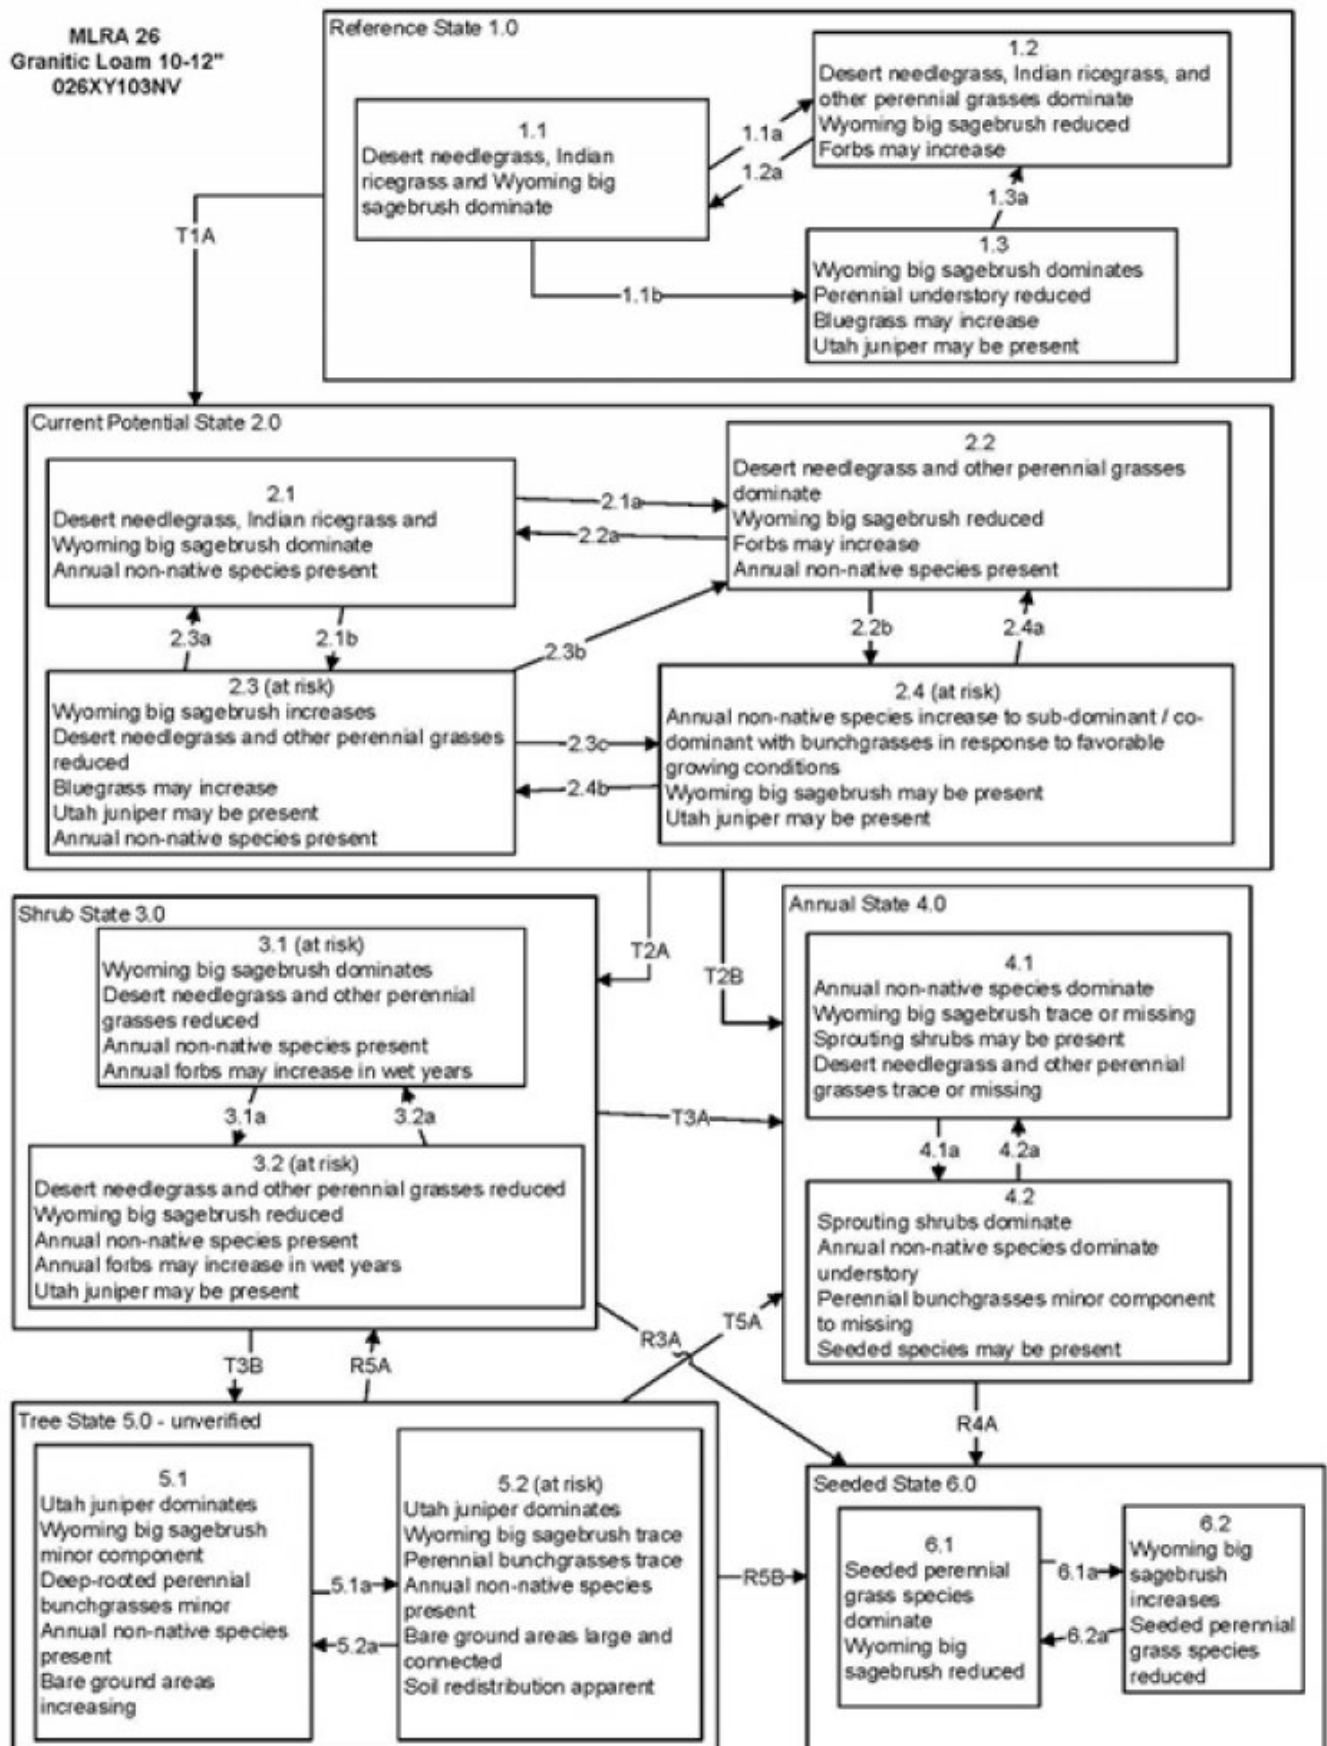 MLRA 26
Granitic Loam 10-12"
026XY103NV
Reference State 1.0
1.1
Desert needlegrass, Indian
ricegrass and Wyoming big
sagebrush dominate
1.1a
1.2a
1.2
Desert needlegrass, Indian ricegrass, and
other perennial grasses dominate
Wyoming big sagebrush reduced
Forbs may increase
1.3a
1.1b
1.3
Wyoming big sagebrush dominates
Perennial understory reduced
Bluegrass may increase
Utah juniper may be present
T1A
Current Potential State 2.0
2.1
Desert needlegrass, Indian ricegrass and
Wyoming big sagebrush dominate
Annual non-native species present
2.1a
2.2a
2.2
Desert needlegrass and other perennial grasses
dominate
Wyoming big sagebrush reduced
Forbs may increase
Annual non-native species present
2.3a
2.1b
2.3b
2.2b
2.4a
2.3 (at risk)
Wyoming big sagebrush increases
Desert needlegrass and other perennial grasses
reduced
Bluegrass may increase
Utah juniper may be present
Annual non-native species present
2.3c
2.4b
2.4 (at risk)
Annual non-native species increase to sub-dominant / co-
dominant with bunchgrasses in response to favorable
growing conditions
Wyoming big sagebrush may be present
Utah juniper may be present
T2A
T2B
Shrub State 3.0
3.1 (at risk)
Wyoming big sagebrush dominates
Desert needlegrass and other perennial
grasses reduced
Annual non-native species present
Annual forbs may increase in wet years
3.1a
3.2a
3.2 (at risk)
Desert needlegrass and other perennial grasses reduced
Wyoming big sagebrush reduced
Annual non-native species present
Annual forbs may increase in wet years
Utah juniper may be present
T3A
Annual State 4.0
4.1
Annual non-native species dominate
Wyoming big sagebrush trace or missing
Sprouting shrubs may be present
Desert needlegrass and other perennial
grasses trace or missing
4.1a
4.2a
4.2
Sprouting shrubs dominate
Annual non-native species dominate
understory
Perennial bunchgrasses minor component
to missing
Seeded species may be present
T3B
R5A
R3A
T5A
R4A
Tree State 5.0 - unverified
5.1
Utah juniper dominates
Wyoming big sagebrush
minor component
Deep-rooted perennial
bunchgrasses minor
Annual non-native species
present
Bare ground areas
increasing
5.1a
5.2a
5.2 (at risk)
Utah juniper dominates
Wyoming big sagebrush trace
Perennial bunchgrasses trace
Annual non-native species
present
Bare ground areas large and
connected
Soil redistribution apparent
R5B
Seeded State 6.0
6.1
Seeded perennial
grass species
dominate
Wyoming big
sagebrush reduced
6.1a
6.2a
6.2
Wyoming big
sagebrush
increases
Seeded perennial
grass species
reduced